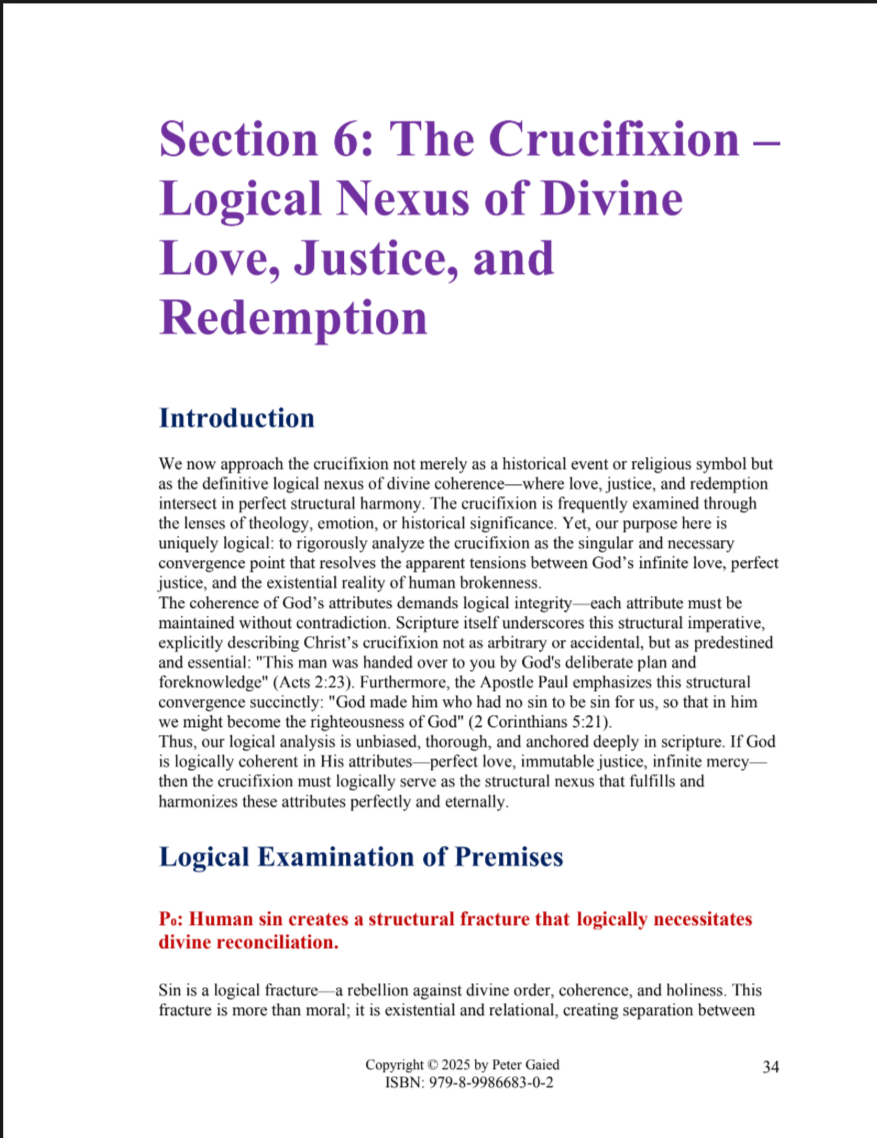 Section 6: The Crucifixion –
Logical Nexus of Divine
Love, Justice, and
Redemption
Introduction
We now approach the crucifixion not merely as a historical event or religious symbol but
as the definitive logical nexus of divine coherence—where love, justice, and redemption
intersect in perfect structural harmony. The crucifixion is frequently examined through
the lenses of theology, emotion, or historical significance. Yet, our purpose here is
uniquely logical: to rigorously analyze the crucifixion as the singular and necessary
convergence point that resolves the apparent tensions between God’s infinite love, perfect
justice, and the existential reality of human brokenness.
The coherence of God’s attributes demands logical integrity—each attribute must be
maintained without contradiction. Scripture itself underscores this structural imperative,
explicitly describing Christ’s crucifixion not as arbitrary or accidental, but as predestined
and essential: "This man was handed over to you by God's deliberate plan and
foreknowledge" (Acts 2:23). Furthermore, the Apostle Paul emphasizes this structural
convergence succinctly: "God made him who had no sin to be sin for us, so that in him
we might become the righteousness of God" (2 Corinthians 5:21).
Thus, our logical analysis is unbiased, thorough, and anchored deeply in scripture. If God
is logically coherent in His attributes—perfect love, immutable justice, infinite mercy—
then the crucifixion must logically serve as the structural nexus that fulfills and
harmonizes these attributes perfectly and eternally.
Logical Examination of Premises
P₀: Human sin creates a structural fracture that logically necessitates
divine reconciliation.
Sin is a logical fracture—a rebellion against divine order, coherence, and holiness. This
fracture is more than moral; it is existential and relational, creating separation between
Copyright © 2025 by Peter Gaied
ISBN: 979-8-9986683-0-2
34